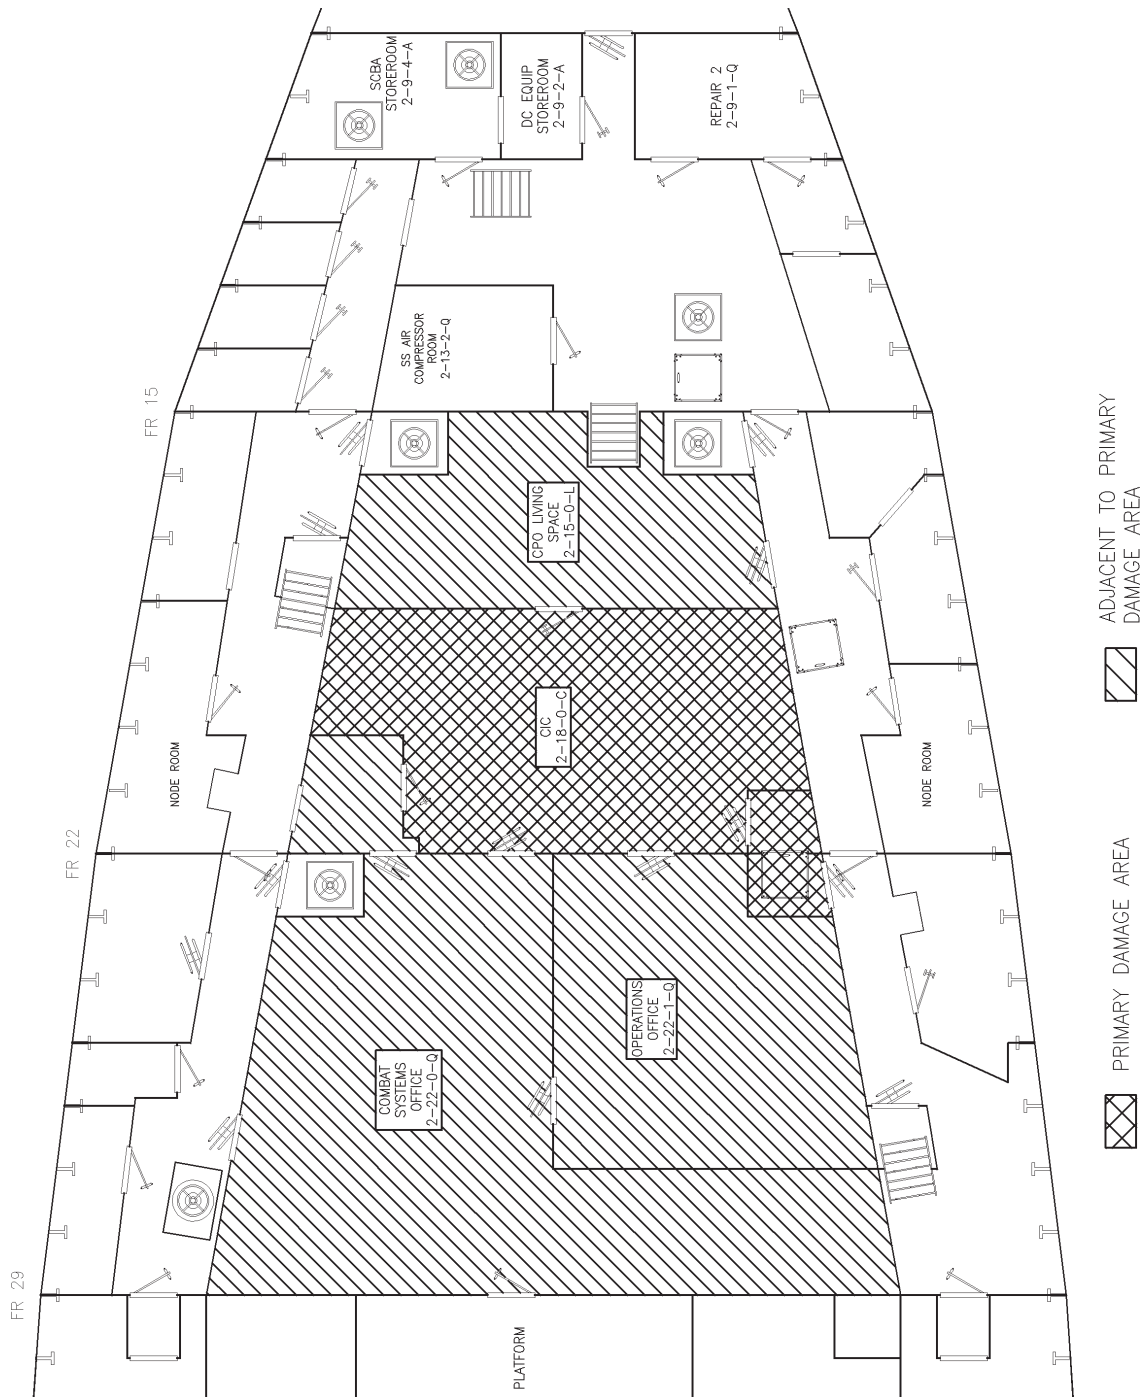 SCBA
STOREROOM
2-9-4-A
DC EQUIP
STOREROOM
2-9-2-A
REPAIR 2
2-9-1-Q
SS AIR
COMPRESSOR
ROOM
2-13-2-Q
FR 15
CPO LIVING
SPACE
2-15-0-L
CIC
2-18-0-C
NODE ROOM
NODE ROOM
FR 22
COMBAT
SYSTEMS
OFFICE
2-22-0-Q
OPERATIONS
OFFICE
2-22-1-Q
FR 29
PLATFORM
PRIMARY DAMAGE AREA
ADJACENT TO PRIMARY
DAMAGE AREA